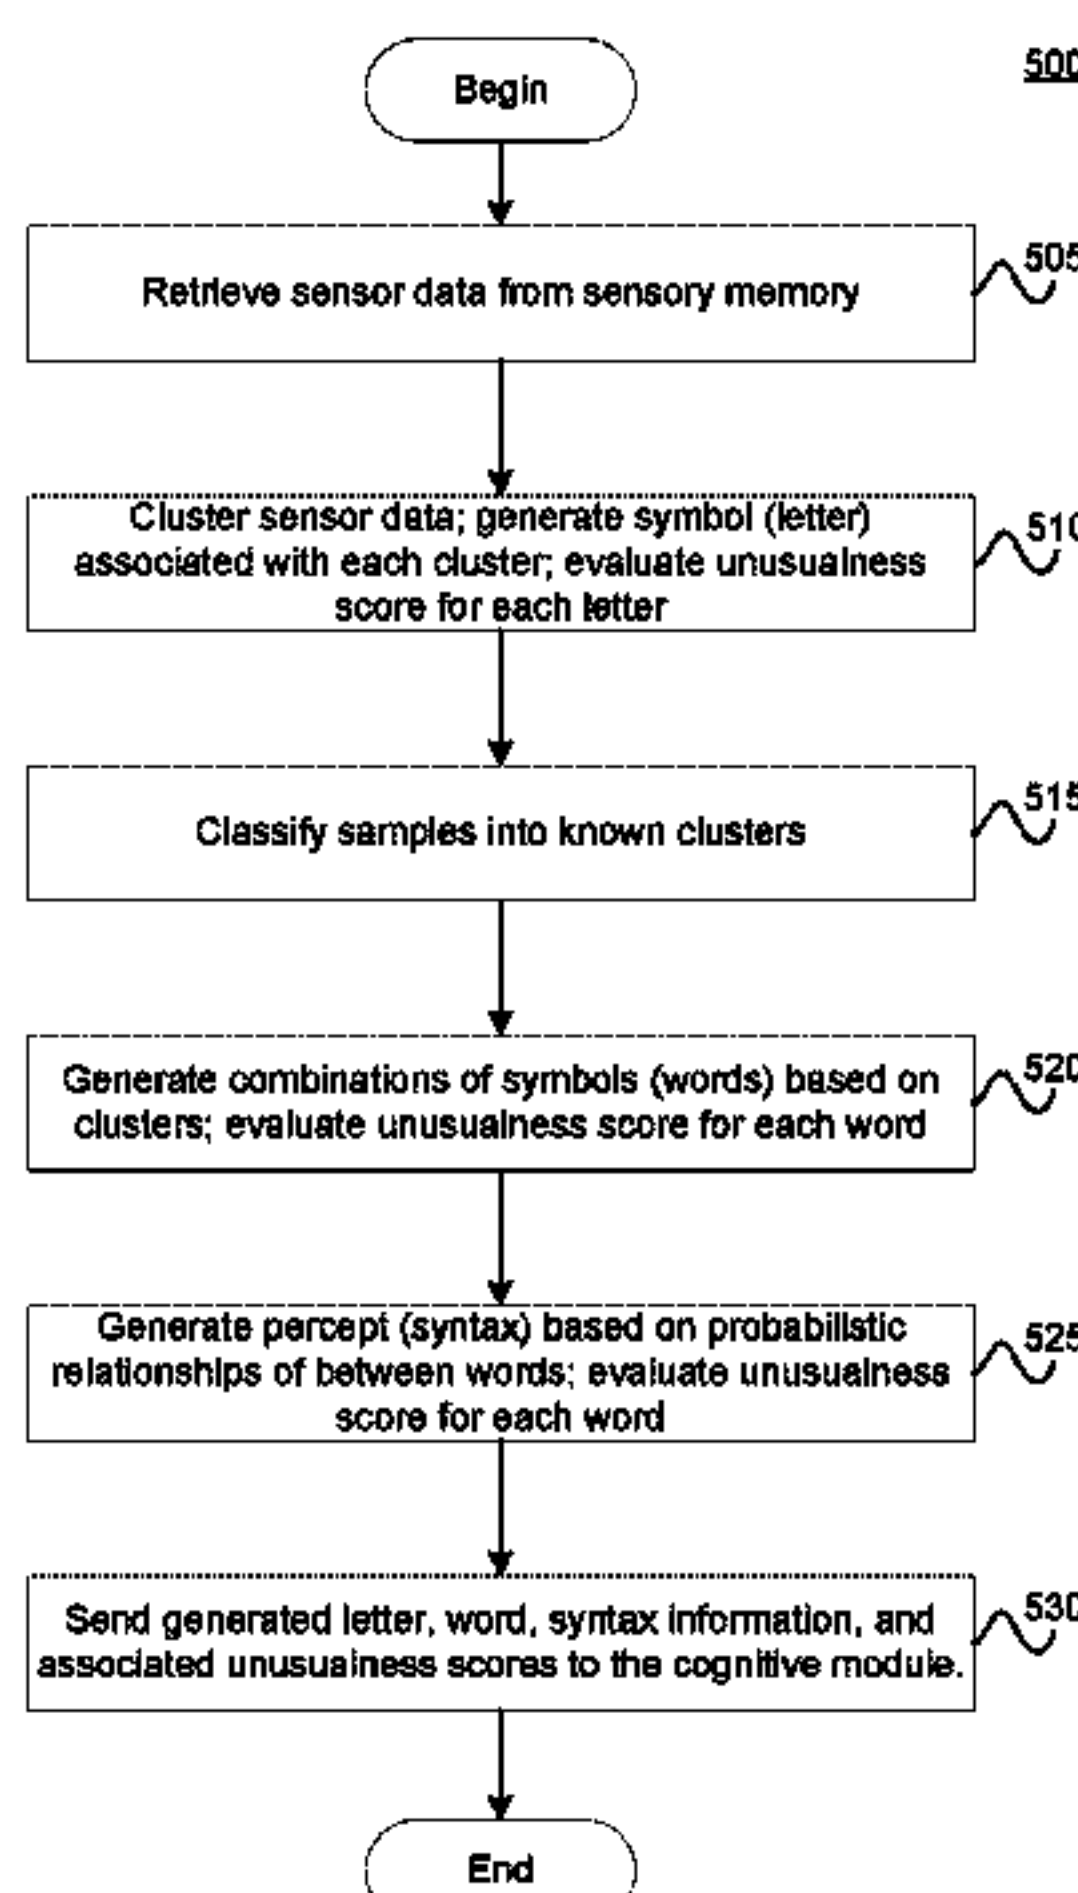 500
Begin
505
Retrieve sensor data from sensory memory
510
Cluster sensor data; generate symbol (letter)
associated with each cluster; evaluate unusualness
score for each letter
515
Classify samples into known clusters
520
Generate combinations of symbols (words) based on
clusters; evaluate unusualness score for each word
525
Generate percept (syntax) based on probabilistic
relationships of between words; evaluate unusualness
score for each word
530
Send generated letter, word, syntax information, and
associated unusualness scores to the cognitive module.
End